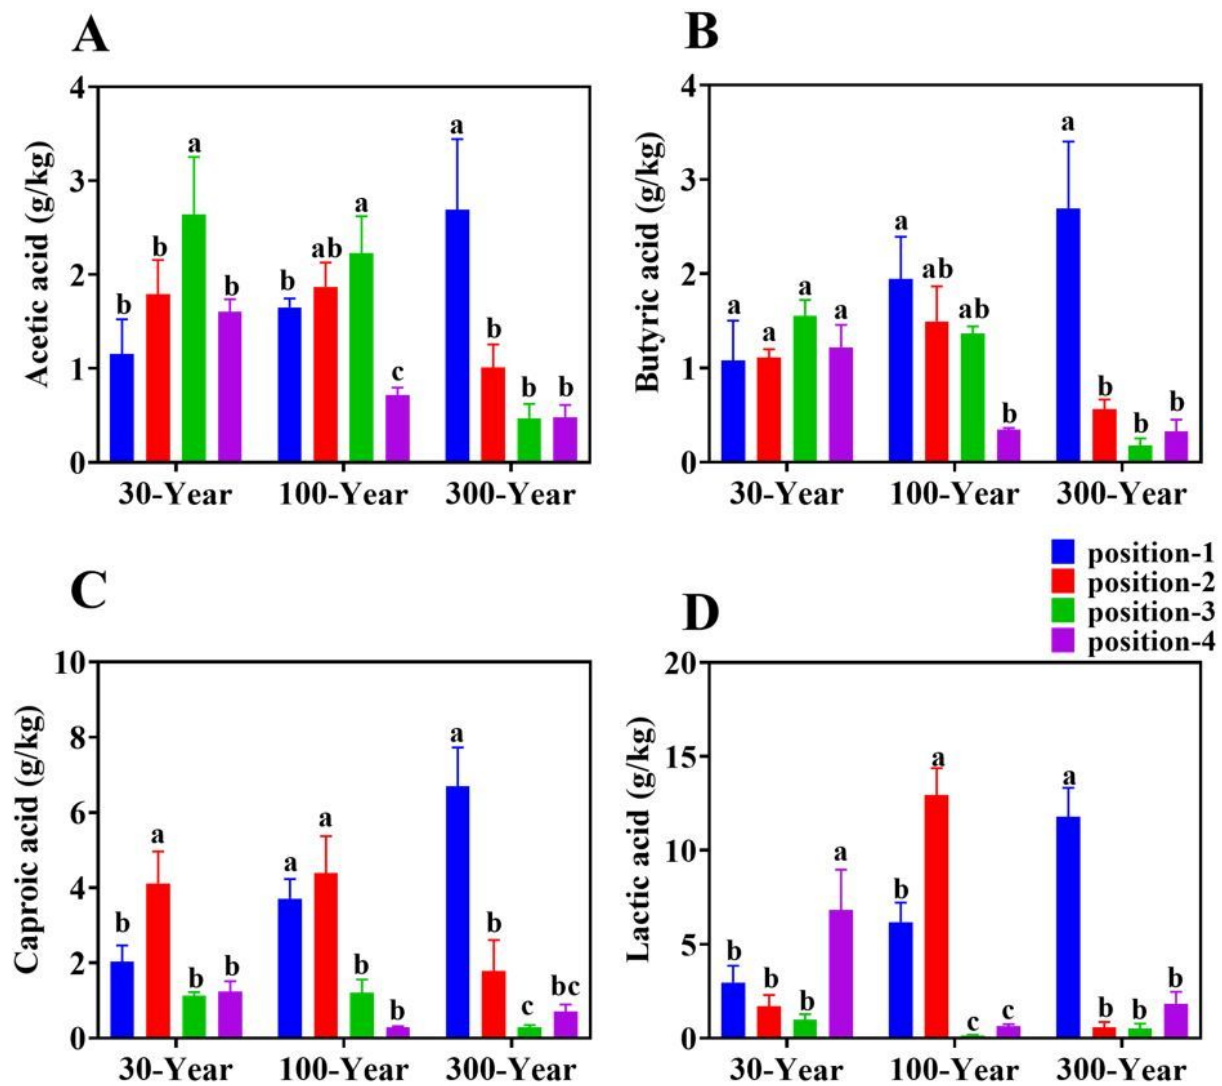 A
Acetic acid (g/kg)
4
3
2
1
0
b
b
a
b
b
ab
a
c
a
b
b
b
30-Year
100-Year
300-Year
B
Butyric acid (g/kg)
4
3
2
1
0
a
a
a
a
a
ab
ab
b
a
b
b
b
30-Year
100-Year
300-Year
position-1
position-2
position-3
position-4
C
Caproic acid (g/kg)
10
8
6
4
2
0
b
a
b
b
a
a
b
b
a
b
c
bc
30-Year
100-Year
300-Year
D
Lactic acid (g/kg)
20
15
10
5
0
b
b
b
a
b
a
c
c
a
b
b
b
30-Year
100-Year
300-Year